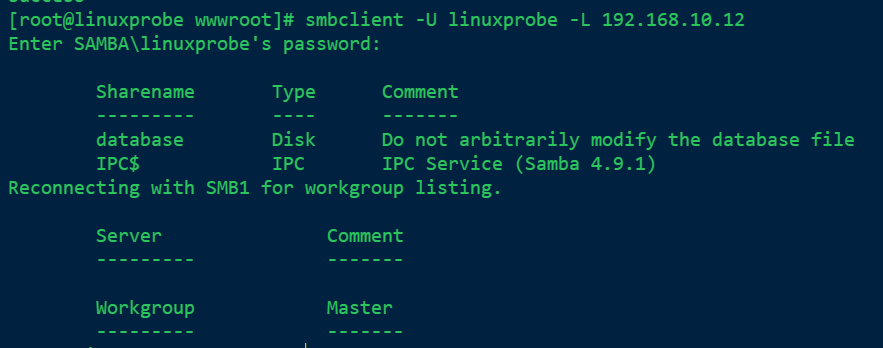 success
[root@linuxprobe wwwroot]# smbclient -U linuxprobe -L 192.168.10.12
Enter SAMBA\linuxprobe's password:
Sharename Type Comment
--------- ---- -------
database Disk Do not arbitrarily modify the database file
IPC$ IPC IPC Service (Samba 4.9.1)
Reconnecting with SMB1 for workgroup listing.
Server Comment
--------- -------
Workgroup Master
--------- -------